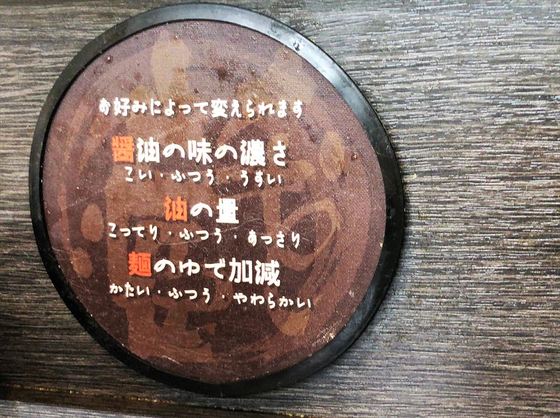 お好みによって変えられます
醤油の味の濃さ
こい・ふつう・うすい
油の量
こってり・ふつう・あっさり
麺のゆで加減
かたい・ふつう・やわらかい